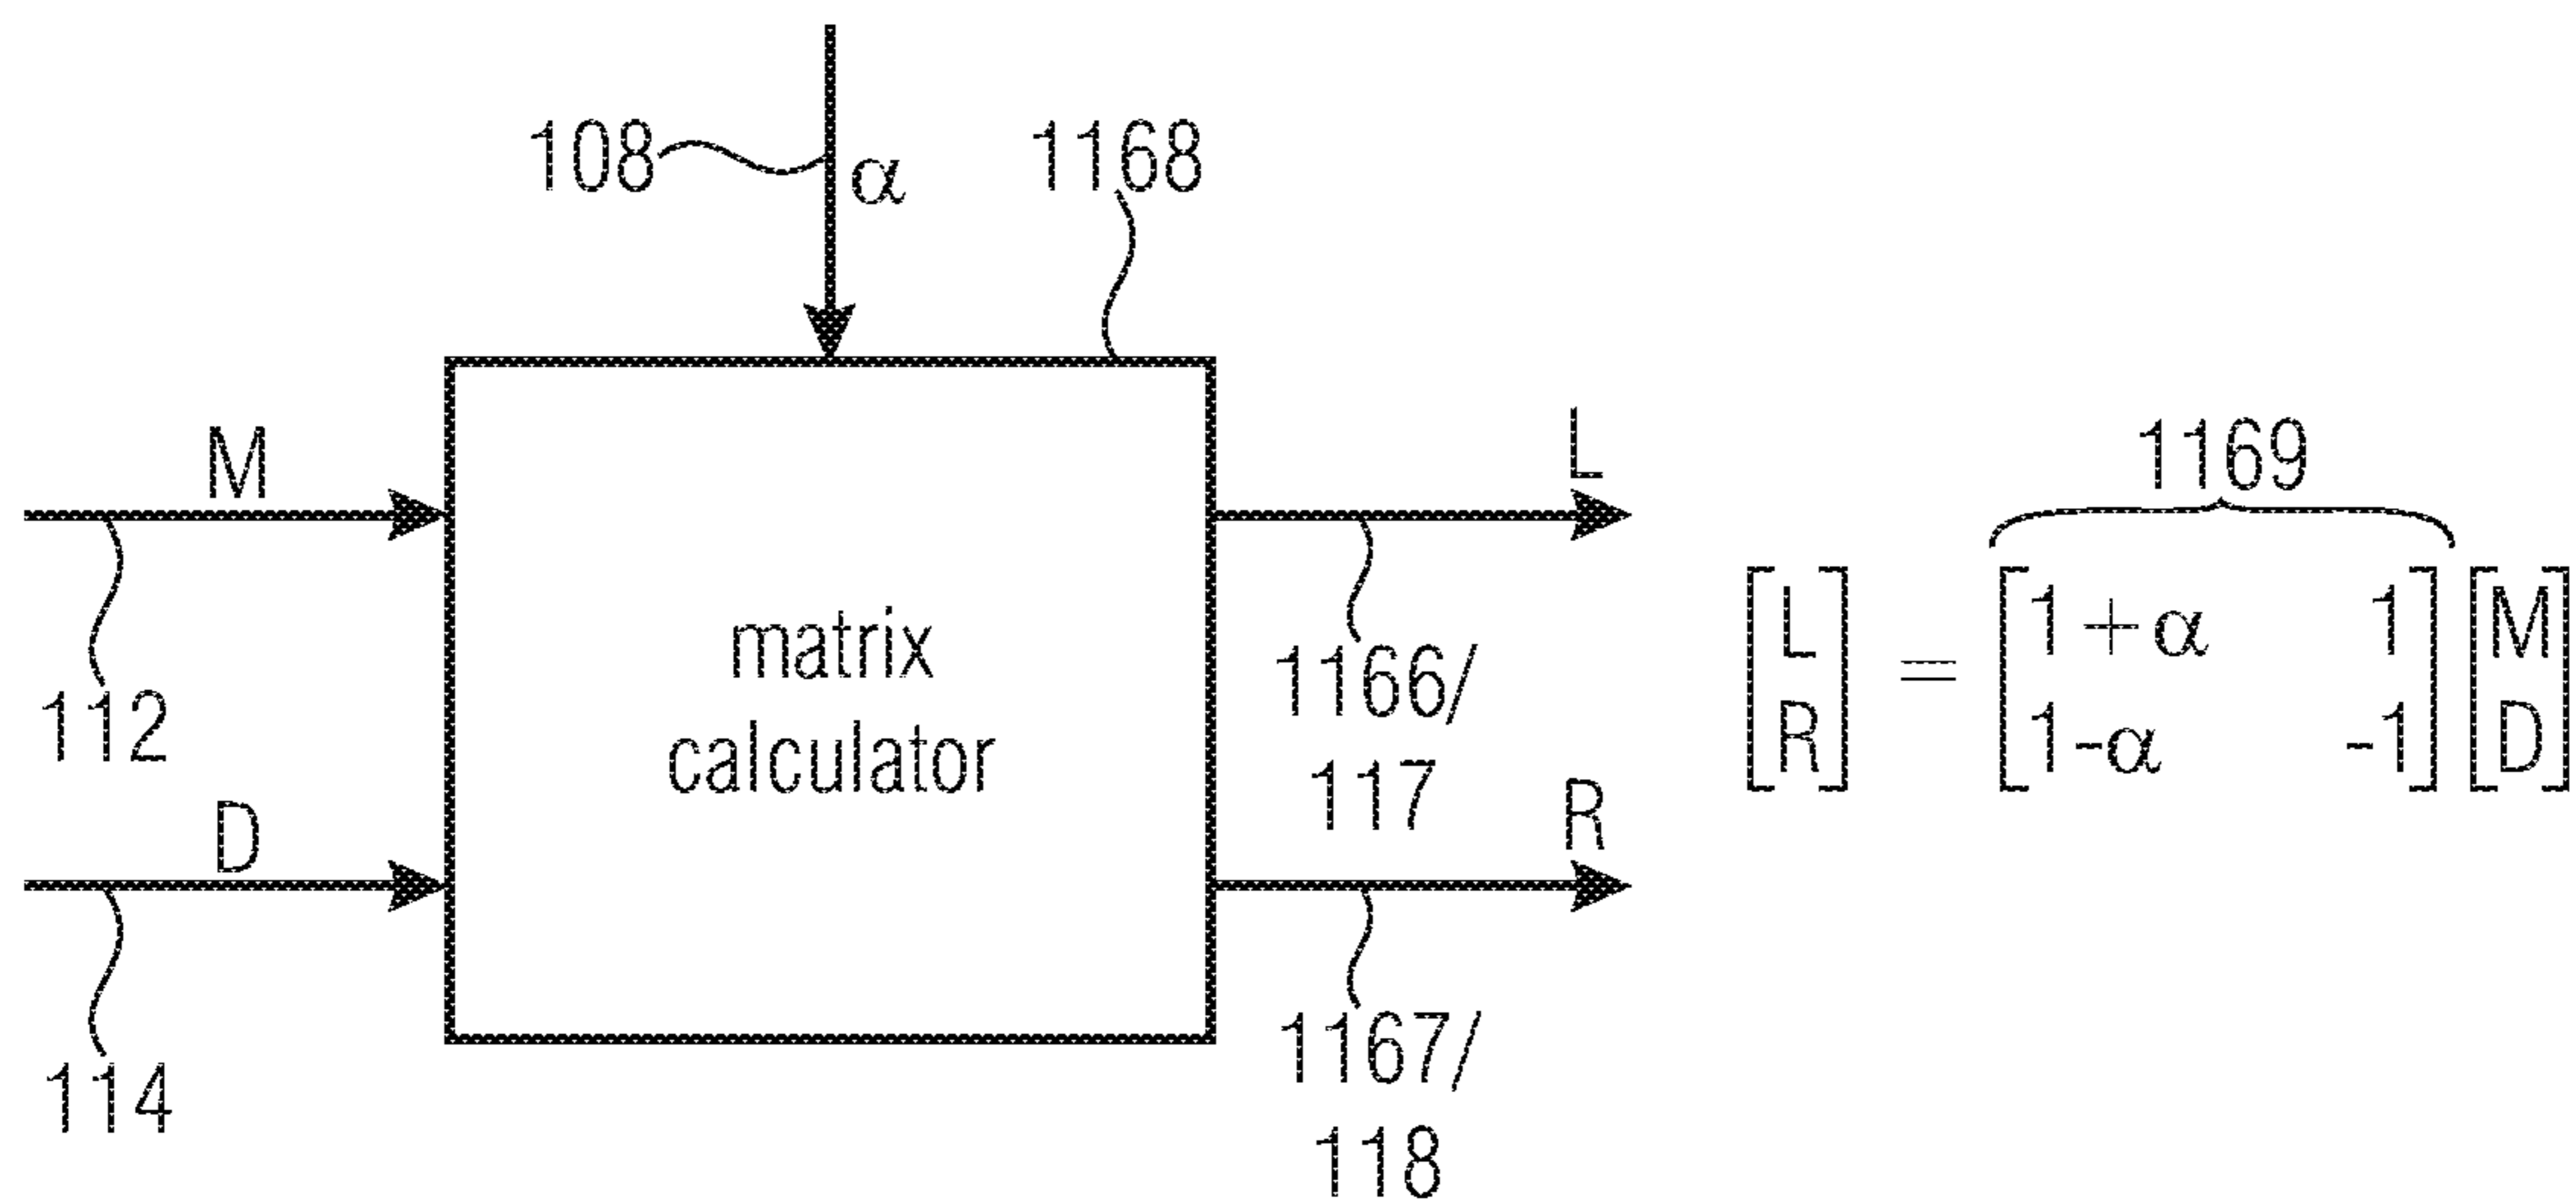 108
α
1168
M
112
D
114
matrix
calculator
L
1166/
117
R
1167/
118
1169
[L R] = [1+α 1 1-α -1] [M D]